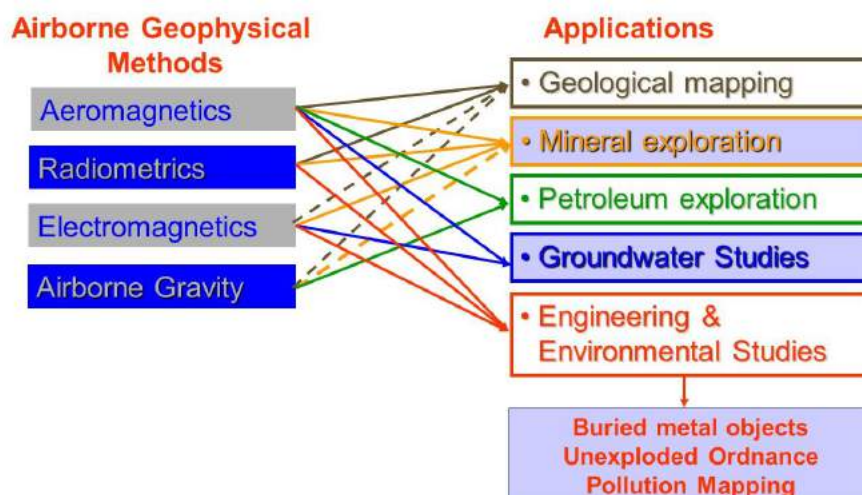 Airborne Geophysical
Methods
Aeromagnetics
Radiometrics
Electromagnetics
Airborne Gravity
Applications
• Geological mapping
• Mineral exploration
• Petroleum exploration
• Groundwater Studies
• Engineering &
Environmental Studies
Buried metal objects
Unexploded Ordnance
Pollution Mapping